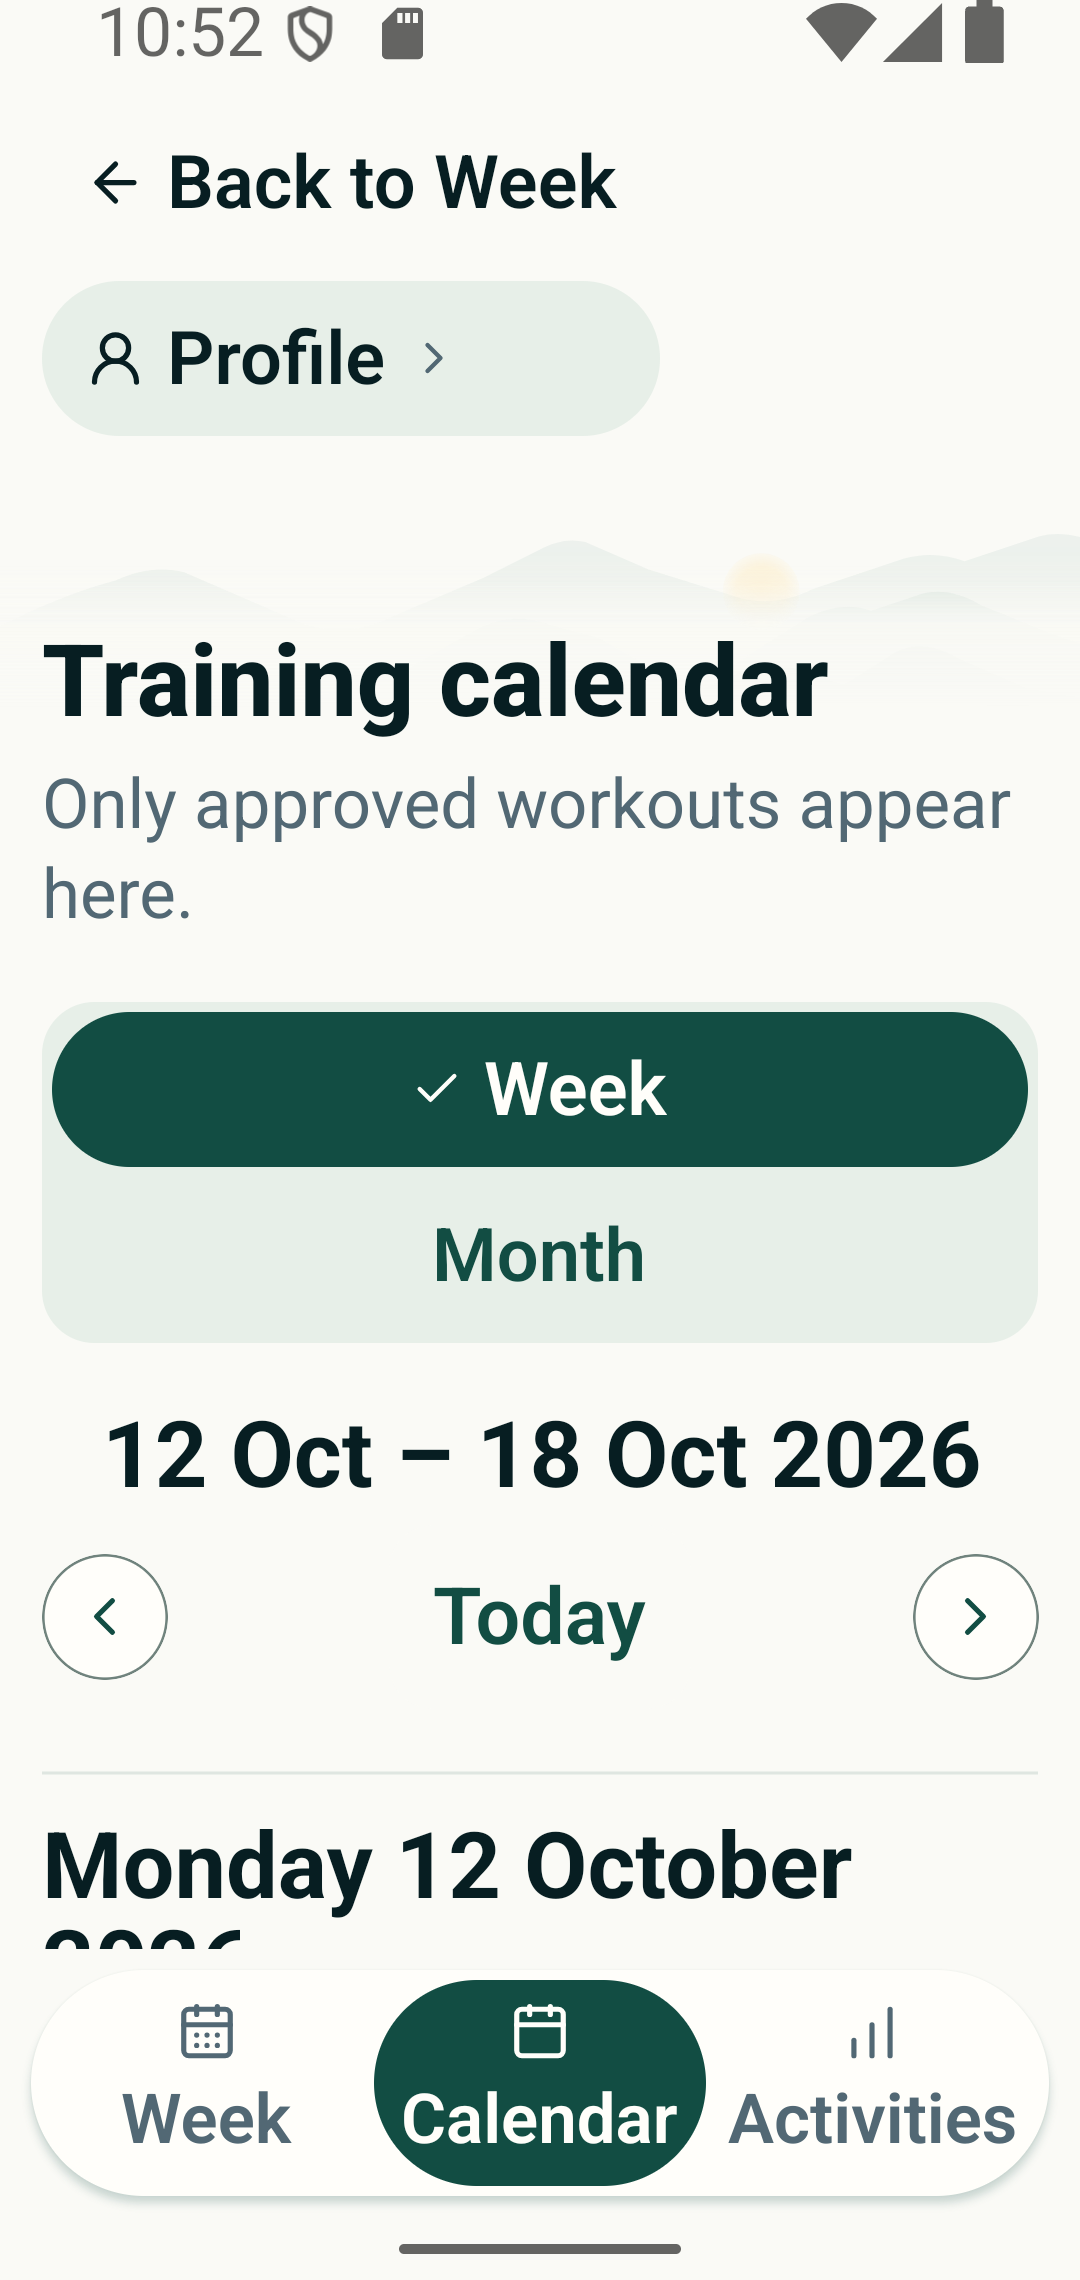 10:52
Back to Week
Profile
Training calendar
Only approved workouts appear
here.
Week
Month
12 Oct – 18 Oct 2026
Today
Monday 12 October
2026
Week
Calendar
Activities